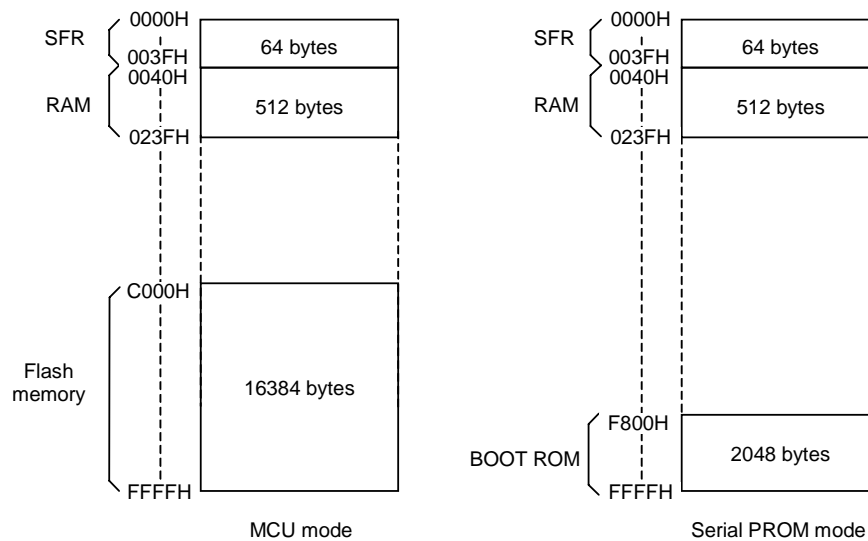 0000H
SFR
64 bytes
003FH
0040H
RAM
512 bytes
023FH
C000H
Flash
memory
16384 bytes
FFFFH
MCU mode
0000H
SFR
64 bytes
003FH
0040H
RAM
512 bytes
023FH
F800H
BOOT ROM
2048 bytes
FFFFH
Serial PROM mode